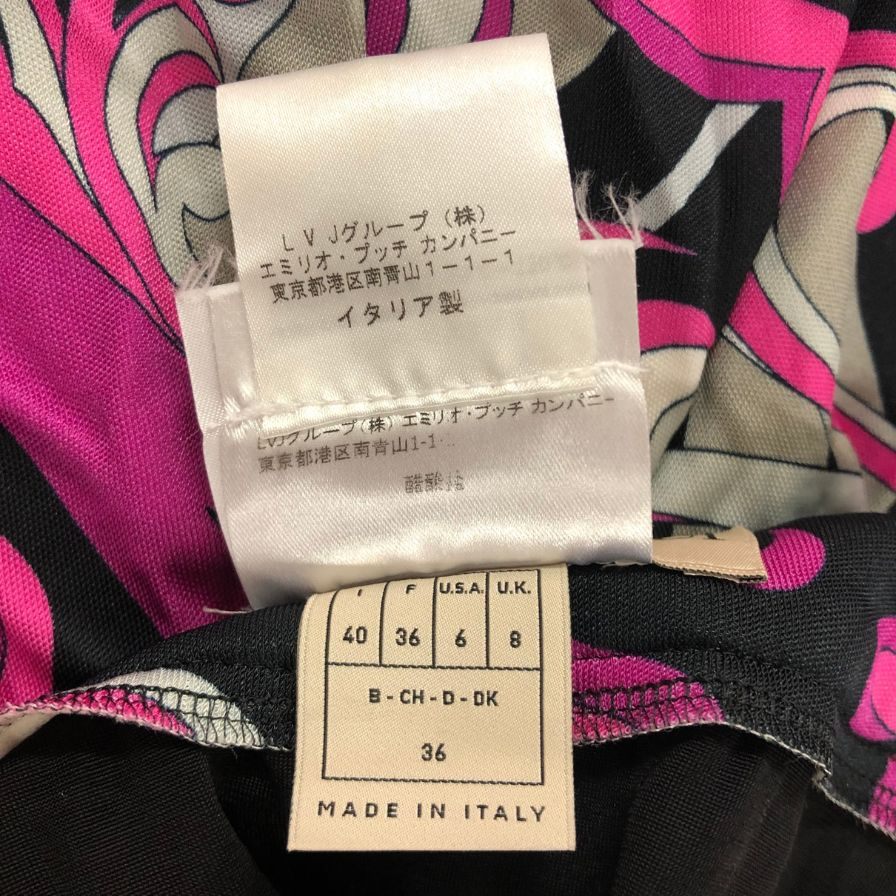 L V Jグループ (株)
エミリオ・プッチ カンパニー
東京都港区南青山1-1-1
イタリア製
LVJグループ(株) エミリオ・プッチ カンパニー
東京都港区南青山1-1-
I F U.S.A. U.K.
40 36 6 8
B - CH - D - DK
36
MADE IN ITALY